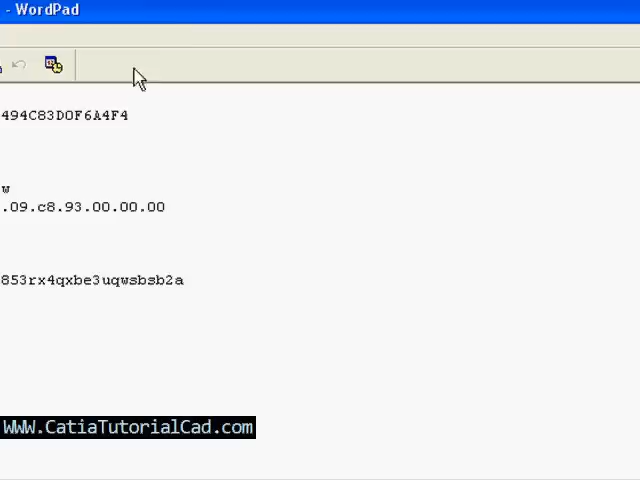 - WordPad
494C83D0F6A4F4
w
.09.c8.93.00.00.00
853rx4qxbe3uqwsbsb2a
WWW.CatiaTutorialCad.com